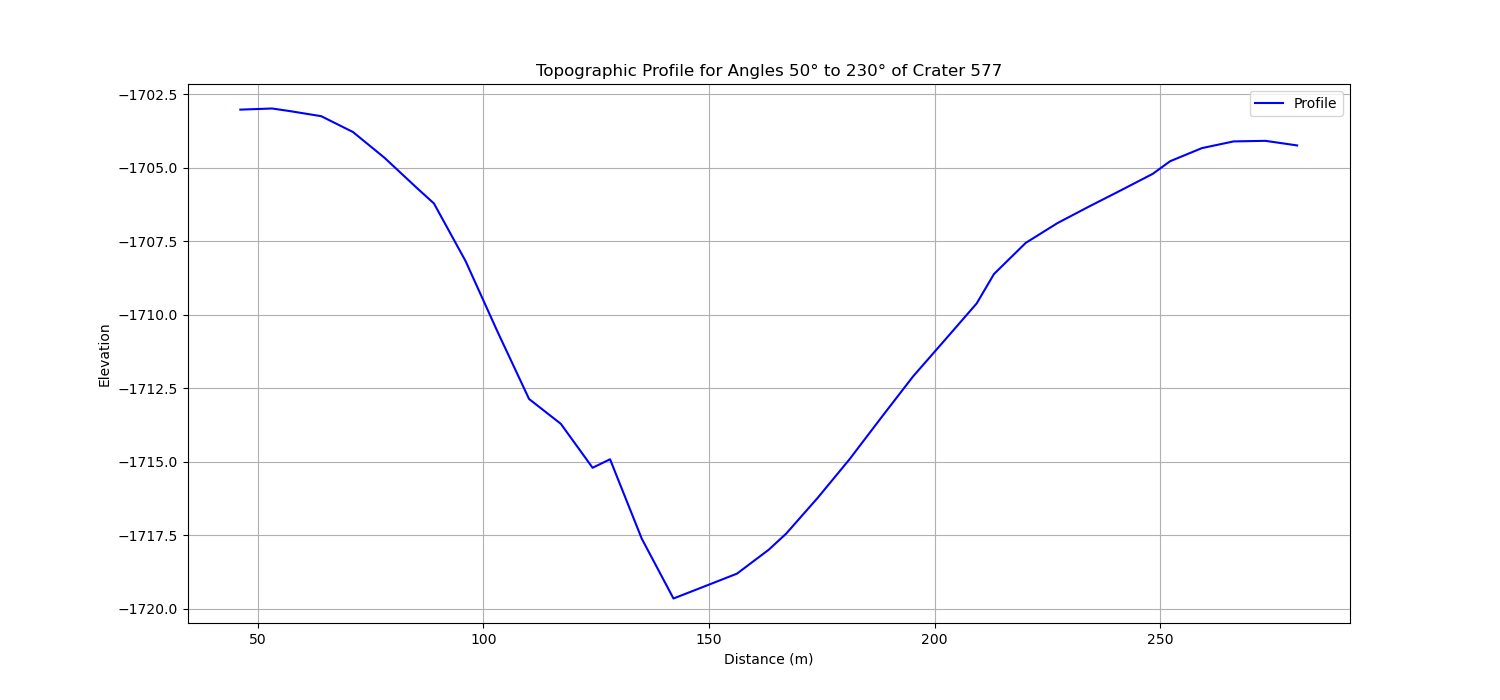 Topographic Profile for Angles 50° to 230° of Crater 577
Profile
Elevation
−1702.5
−1705.0
−1707.5
−1710.0
−1712.5
−1715.0
−1717.5
−1720.0
50 100 150 200 250
Distance (m)